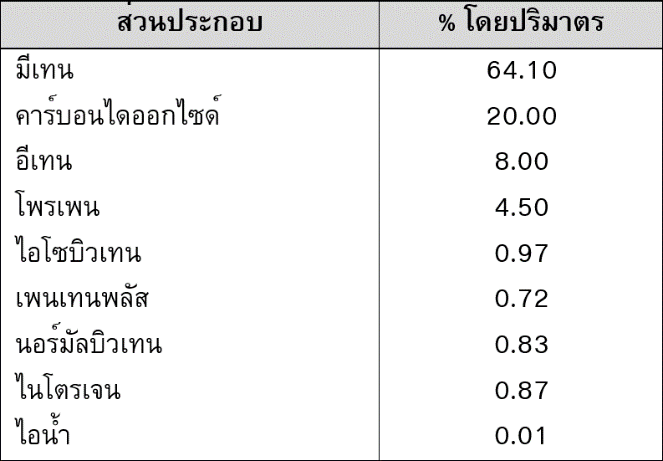 ส่วนประกอบ % โดยปริมาตร
มีเทน 64.10
คาร์บอนไดออกไซด์ 20.00
อีเทน 8.00
โพรเพน 4.50
ไอโซบิวเทน 0.97
เพนเทนพลัส 0.72
นอร์มัลบิวเทน 0.83
ไนโตรเจน 0.87
ไอน้ำ 0.01